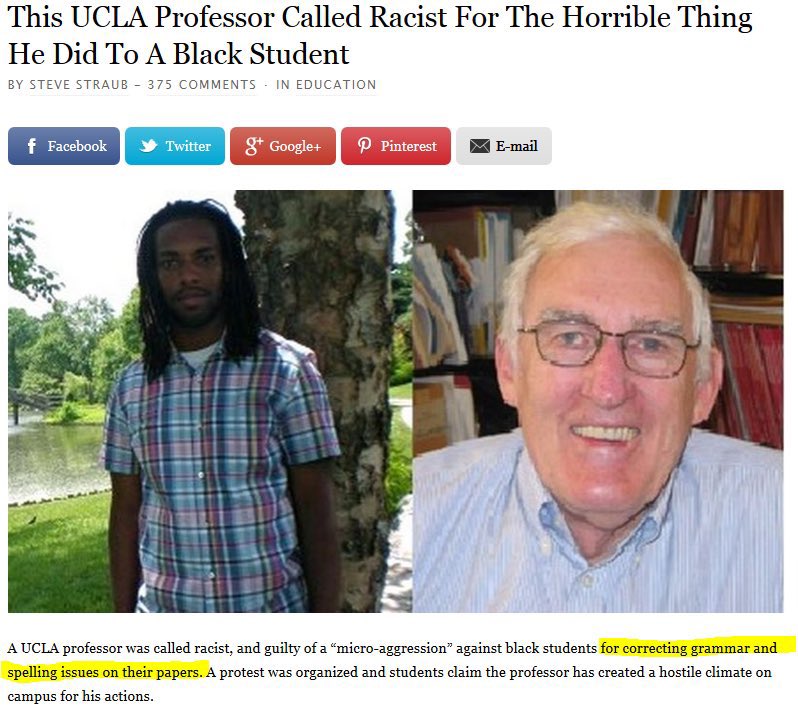 This UCLA Professor Called Racist For The Horrible Thing
He Did To A Black Student
BY STEVE STRAUB – 375 COMMENTS · IN EDUCATION
f Facebook Twitter g+ Google+ Pinterest E-mail
A UCLA professor was called racist, and guilty of a “micro-aggression” against black students for correcting grammar and
spelling issues on their papers. A protest was organized and students claim the professor has created a hostile climate on
campus for his actions.